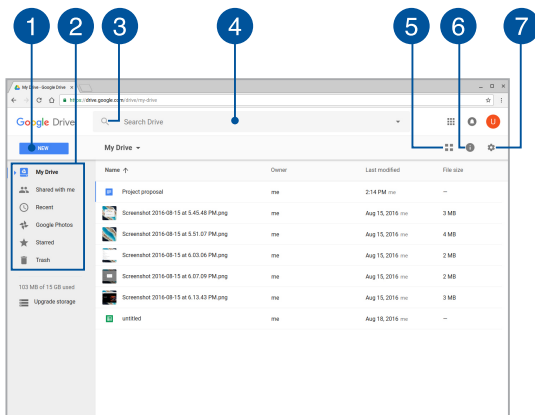 1 2 3 4 5 6 7
My Drive - Google Drive
https://drive.google.com/drive/my-drive
Google Drive Search Drive U
NEW My Drive
Name Owner Last modified File size
My Drive
Shared with me
Recent
Google Photos
Starred
Trash
103 MB of 15 GB used
Upgrade storage
Project proposal me 2:14 PM me –
Screenshot 2016-08-15 at 5.45.48 PM.png me Aug 15, 2016 me 3 MB
Screenshot 2016-08-15 at 5.51.07 PM.png me Aug 15, 2016 me 4 MB
Screenshot 2016-08-15 at 6.03.06 PM.png me Aug 15, 2016 me 2 MB
Screenshot 2016-08-15 at 6.07.09 PM.png me Aug 15, 2016 me 2 MB
Screenshot 2016-08-15 at 6.13.43 PM.png me Aug 15, 2016 me 3 MB
untitled me Aug 18, 2016 me –